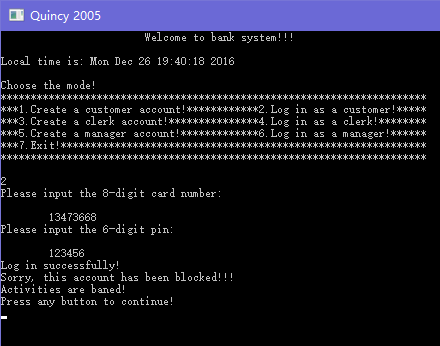 Quincy 2005
Welcome to bank system!!!
Local time is: Mon Dec 26 19:40:18 2016
Choose the mode!
***********************************************************************
***1.Create a customer account!************2.Log in as a customer!*****
***3.Create a clerk account!***************4.Log in as a clerk!********
***5.Create a manager account!*************6.Log in as a manager!******
***7.Exit!*************************************************************
***********************************************************************
2
Please input the 8-digit card number:
13473668
Please input the 6-digit pin:
123456
Log in successfully!
Sorry, this account has been blocked!!!
Activities are baned!
Press any button to continue!